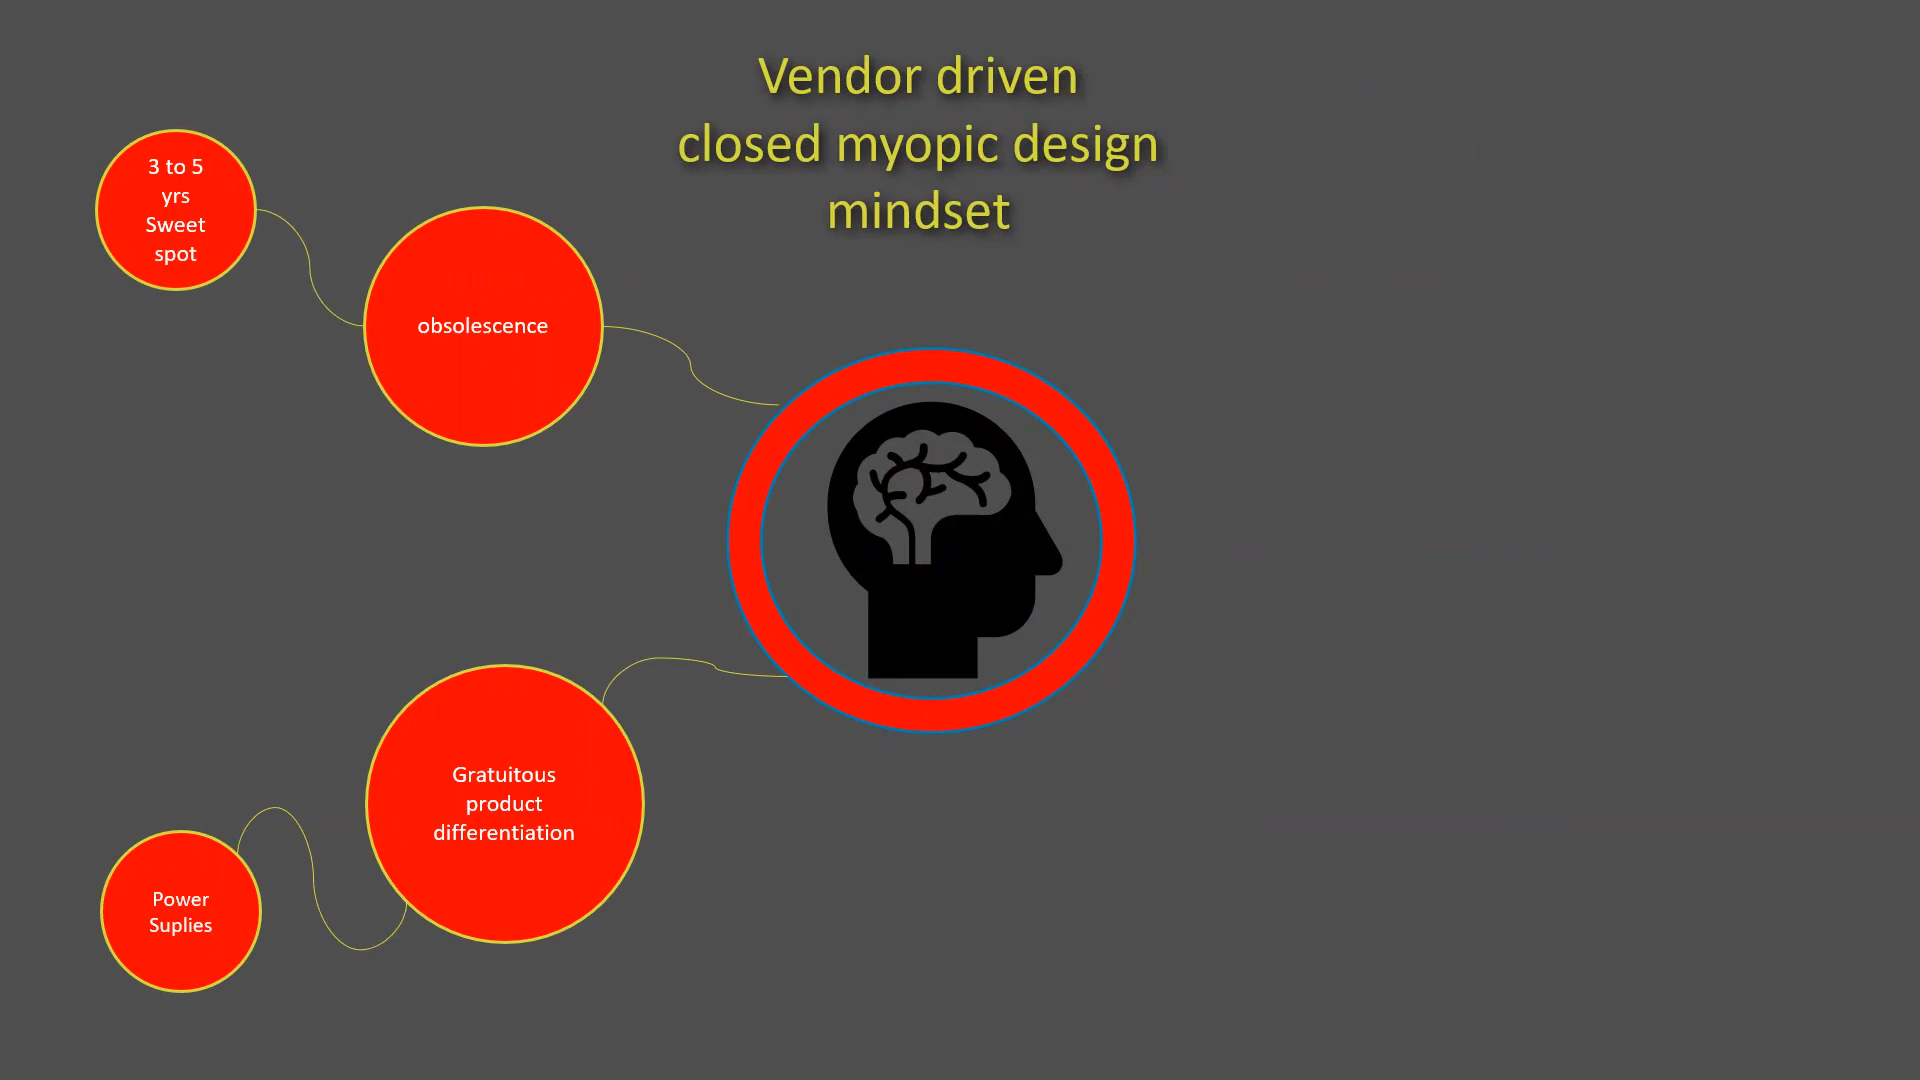 Vendor driven
closed myopic design
mindset
3 to 5
yrs
Sweet
spot
obsolescence
Gratuitous
product
differentiation
Power
Suplies